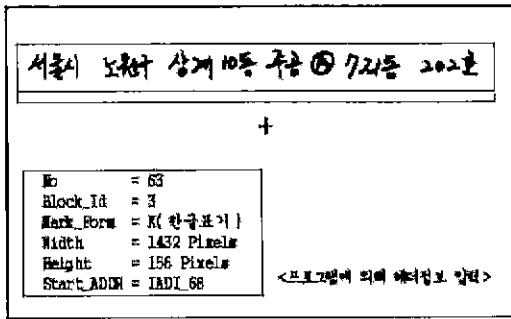 서울시 노원구 상계 10동 주공 Ⓐ 721동 202호
+
No = 63
Block_Id = 3
Mark_Form = K( 한글표기 )
Width = 1432 Pixels
Height = 156 Pixels
Start_ADDR = IADI_68
<프로그램에 의해 헤더정보 입력>